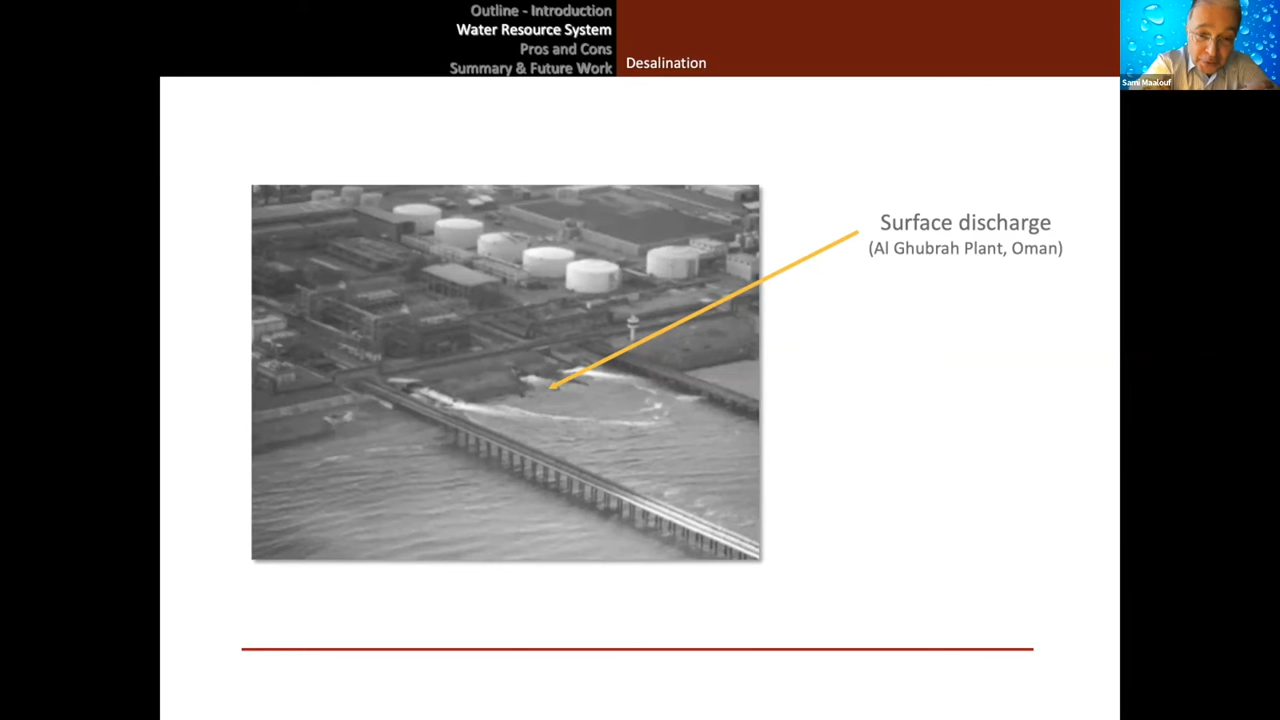 Outline - Introduction
Water Resource System
Pros and Cons
Summary & Future Work
Desalination
Sami Maalouf
Surface discharge
(Al Ghubrah Plant, Oman)